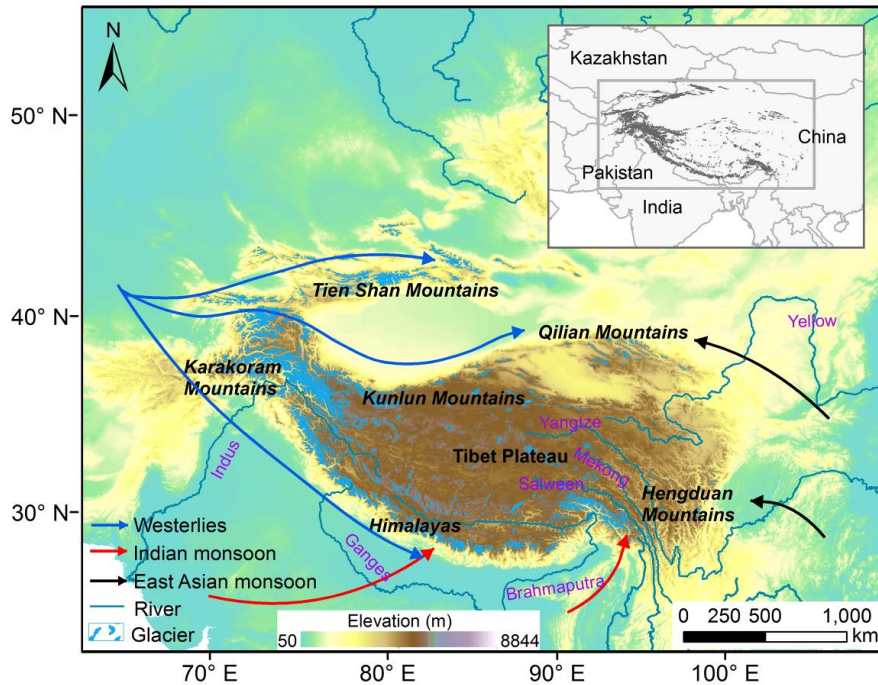 N
50° N
40° N
30° N
70° E
80° E
90° E
100° E
Kazakhstan
China
Pakistan
India
Tien Shan Mountains
Qilian Mountains
Yellow
Karakoram
Mountains
Kunlun Mountains
Yangtze
Tibet Plateau
Mekong
Salween
Hengduan
Mountains
Indus
Himalayas
Ganges
Brahmaputra
Westerlies
Indian monsoon
East Asian monsoon
River
Glacier
Elevation (m)
50
8844
0 250 500 1,000
km